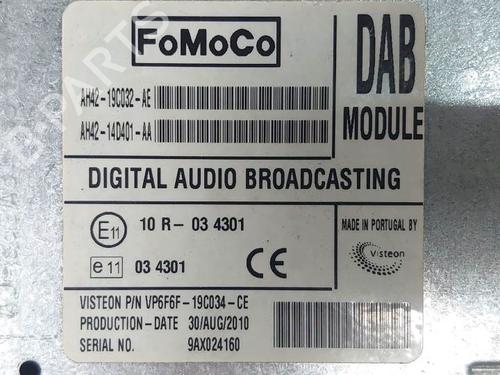 FoMoCo
DAB
MODULE
AH42-19C032-AE
AH42-14D401-AA
DIGITAL AUDIO BROADCASTING
E11 10 R-03 4301
e 11 03 4301
CE
MADE IN PORTUGAL BY
Visteon
VISTEON P/N VP6F6F-19C034-CE
PRODUCTION-DATE 30/AUG/2010
SERIAL NO. 9AX024160